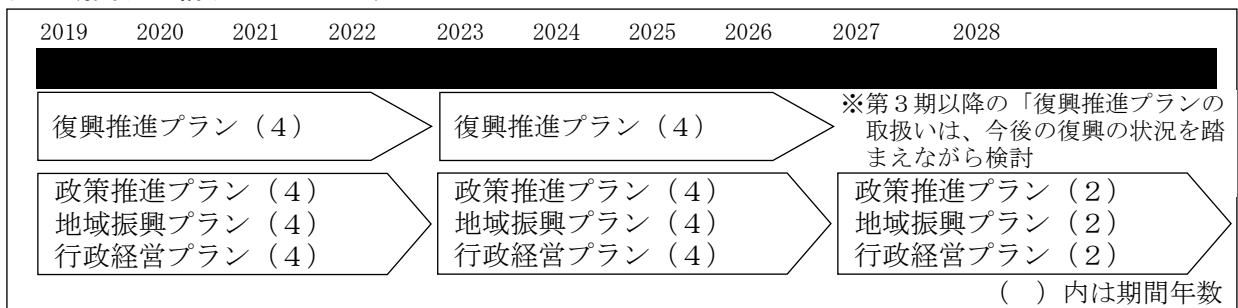 2019 2020 2021 2022 2023 2024 2025 2026 2027 2028
復興推進プラン（４）
復興推進プラン（４）
※第３期以降の「復興推進プランの
取扱いは、今後の復興の状況を踏
まえながら検討
政策推進プラン（４）
地域振興プラン（４）
行政経営プラン（４）
政策推進プラン（４）
地域振興プラン（４）
行政経営プラン（４）
政策推進プラン（２）
地域振興プラン（２）
行政経営プラン（２）
（　）内は期間年数